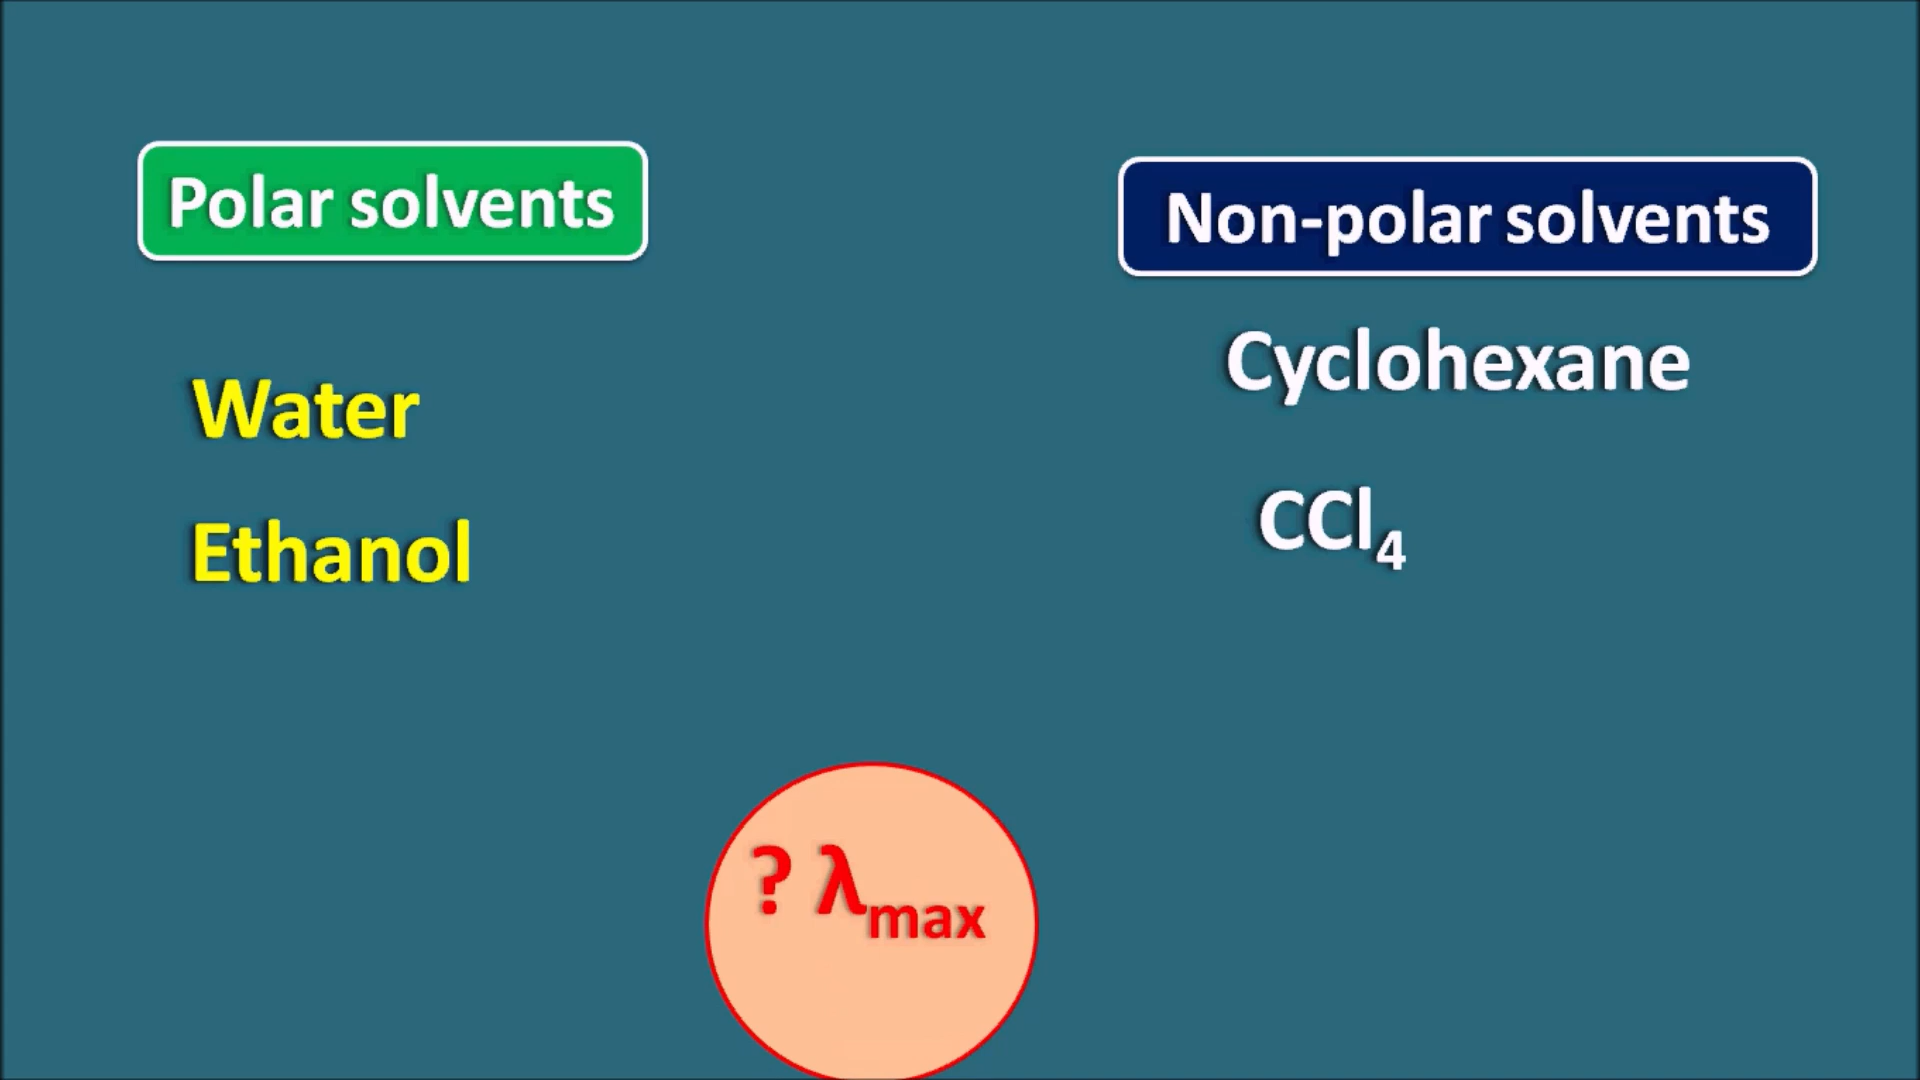 Polar solvents
Water
Ethanol
Non-polar solvents
Cyclohexane
CCl₄
? λmax